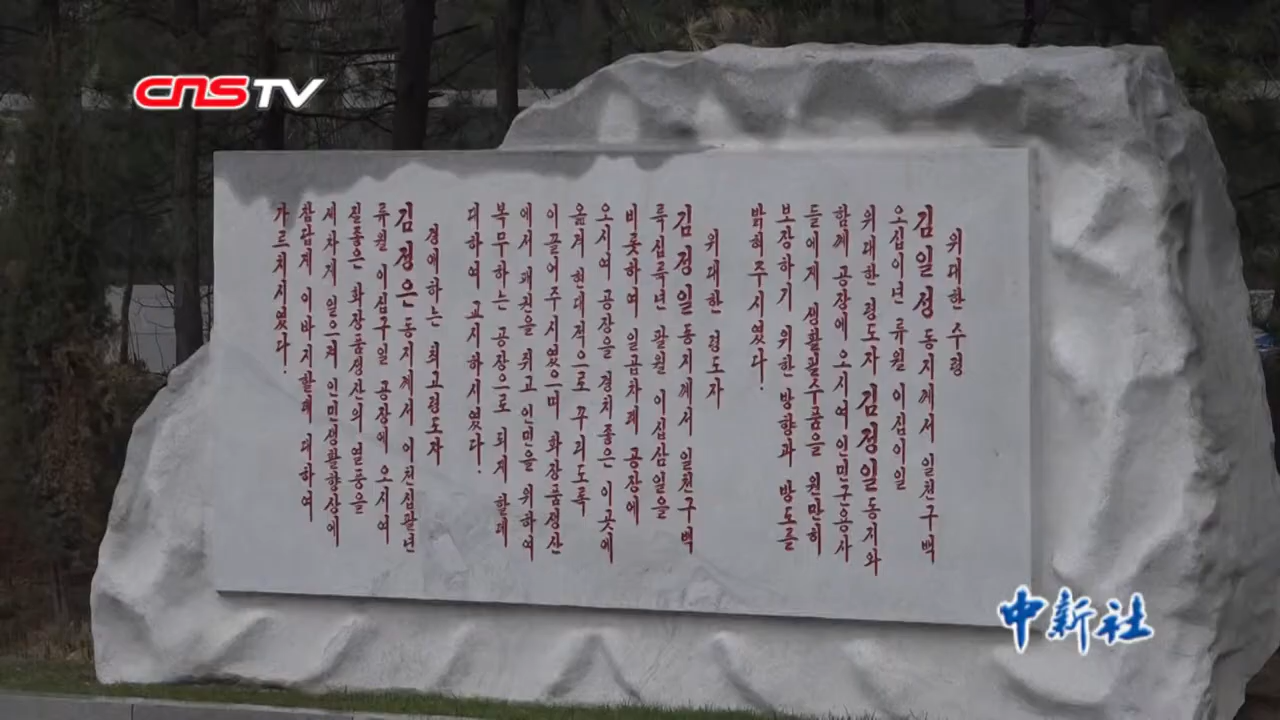 CNSTV
위대한 수령
김일성동지께서 일천구백
오십이년 류월 이십이일
위대한 령도자 김정일동지와
함께 공장에 오시여 인민군용사
들에게 생활필수품을 원만히
보장하기 위한 방향과 방도를
밝혀주시였다.
위대한 령도자
김정일동지께서 일천구백
륙십륙년 팔월 이십삼일을
비롯하여 일곱차례 공장에
오시여 공장을 경치좋은 이곳에
옮겨 현대적으로 꾸리도록
이끌어주시였으며 화장품생산
에서 패권을 쥐고 인민을 위하여
복무하는 공장으로 되게 할데
대하여 교시하시였다.
경애하는 최고령도자
김정은동지께서 이천십팔년
류월 이십구일 공장에 오시여
질좋은 화장품생산의 열풍을
세차게 일으켜 인민생활향상에
참답게 이바지할데 대하여
가르치시였다.
中新社